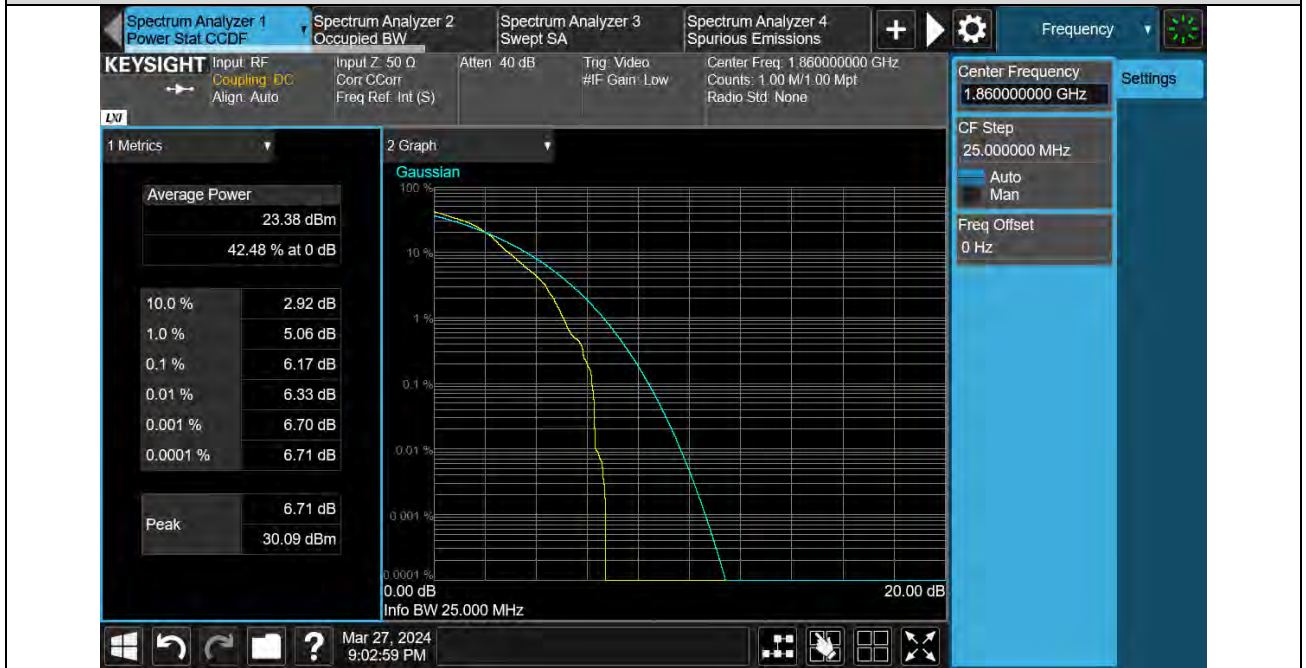 Spectrum Analyzer 1
Power Stat CCDF
Spectrum Analyzer 2
Occupied BW
Spectrum Analyzer 3
Swept SA
Spectrum Analyzer 4
Spurious Emissions
+
Frequency
KEYSIGHT
LXI
Input: RF
Coupling: DC
Align: Auto
Input Z: 50 Ω
Corr CCorr
Freq Ref: Int (S)
Atten: 40 dB
Trig: Video
#IF Gain: Low
Center Freq: 1.860000000 GHz
Counts: 1.00 M/1.00 Mpt
Radio Std: None
Center Frequency
1.860000000 GHz
Settings
CF Step
25.000000 MHz
Auto
Man
Freq Offset
0 Hz
1 Metrics
Average Power
23.38 dBm
42.48 % at 0 dB
10.0 % 2.92 dB
1.0 % 5.06 dB
0.1 % 6.17 dB
0.01 % 6.33 dB
0.001 % 6.70 dB
0.0001 % 6.71 dB
Peak
6.71 dB
30.09 dBm
2 Graph
Gaussian
100 %
10 %
1 %
0.1 %
0.01 %
0.001 %
0.0001 %
0.00 dB 20.00 dB
Info BW 25.000 MHz
?
Mar 27, 2024
9:02:59 PM